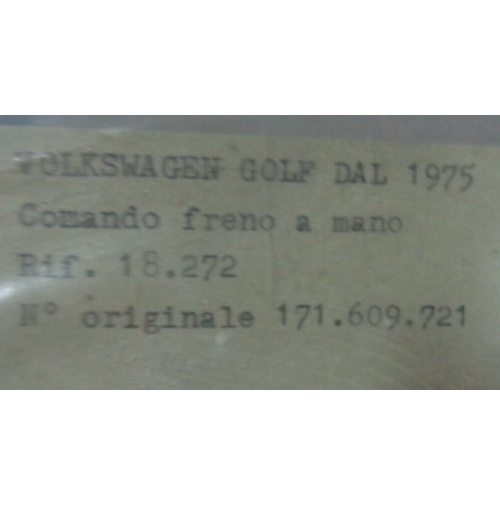 VOLKSWAGEN GOLF DAL 1975
Comando freno a mano
Rif. 18.272
N° originale 171.609.721